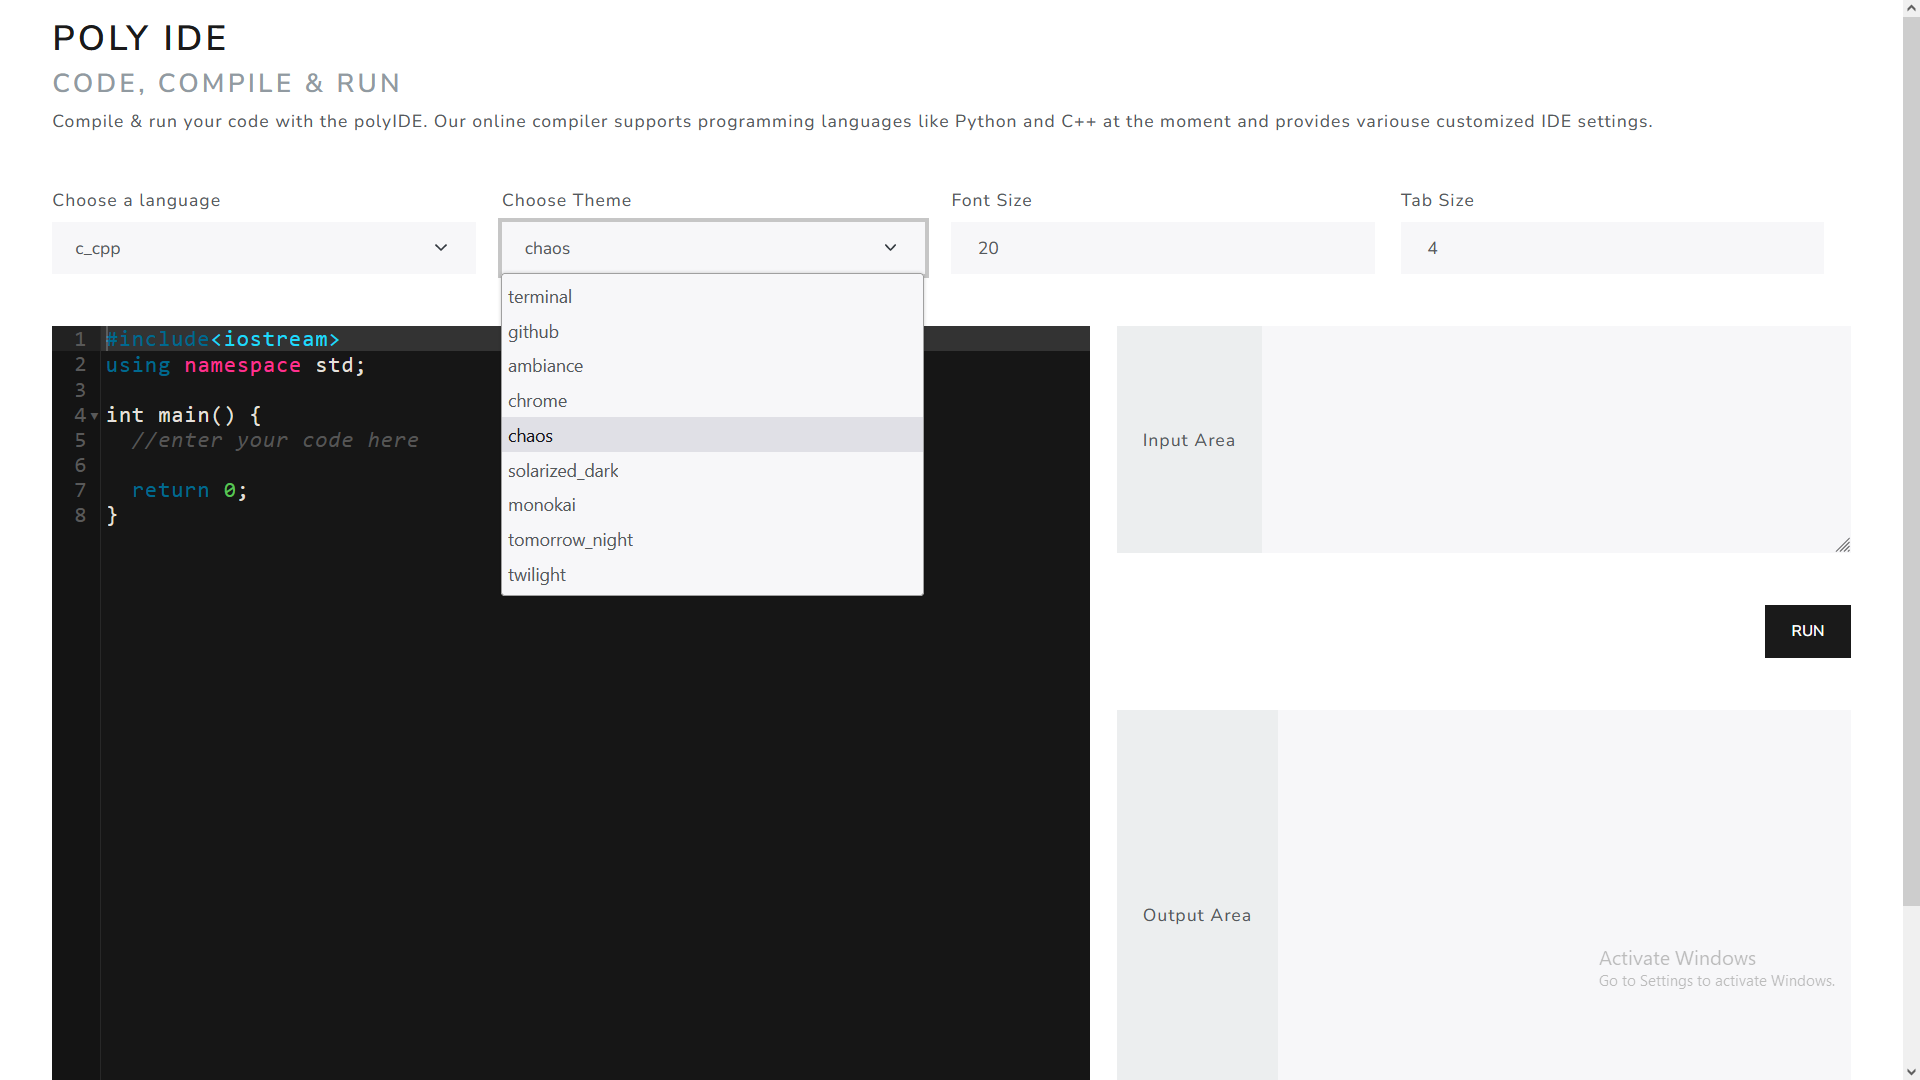 POLY IDE
CODE, COMPILE & RUN
Compile & run your code with the polyIDE. Our online compiler supports programming languages like Python and C++ at the moment and provides variouse customized IDE settings.
Choose a language
c_cpp
Choose Theme
chaos
Font Size
20
Tab Size
4
terminal
github
ambiance
chrome
chaos
solarized_dark
monokai
tomorrow_night
twilight
1 #include<iostream>
2 using namespace std;
3
4 int main() {
5 //enter your code here
6
7 return 0;
8 }
Input Area
RUN
Output Area
Activate Windows
Go to Settings to activate Windows.